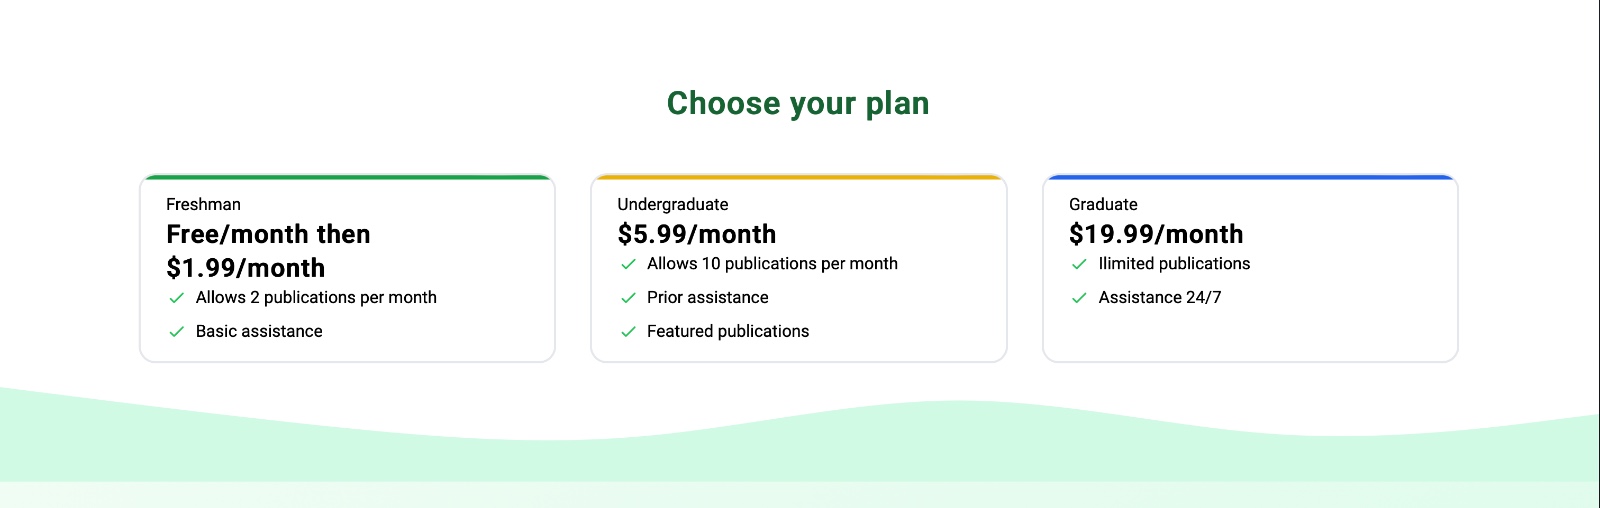 Choose your plan
Freshman
Free/month then
$1.99/month
Allows 2 publications per month
Basic assistance
Undergraduate
$5.99/month
Allows 10 publications per month
Prior assistance
Featured publications
Graduate
$19.99/month
Ilimited publications
Assistance 24/7